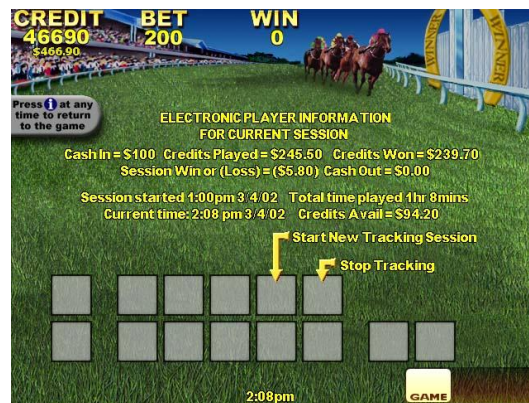 CREDIT BET WIN
46690 200 0
$466.90
WINNER WINNER
Press i at any
time to return
to the game
ELECTRONIC PLAYER INFORMATION
FOR CURRENT SESSION
Cash In = $100 Credits Played = $245.50 Credits Won = $239.70
Session Win or (Loss) = ($5.80) Cash Out = $0.00
Session started 1:00pm 3/4/02 Total time played 1hr 8mins
Current time: 2:08 pm 3/4/02 Credits Avail = $94.20
Start New Tracking Session
Stop Tracking
GAME
2:08pm